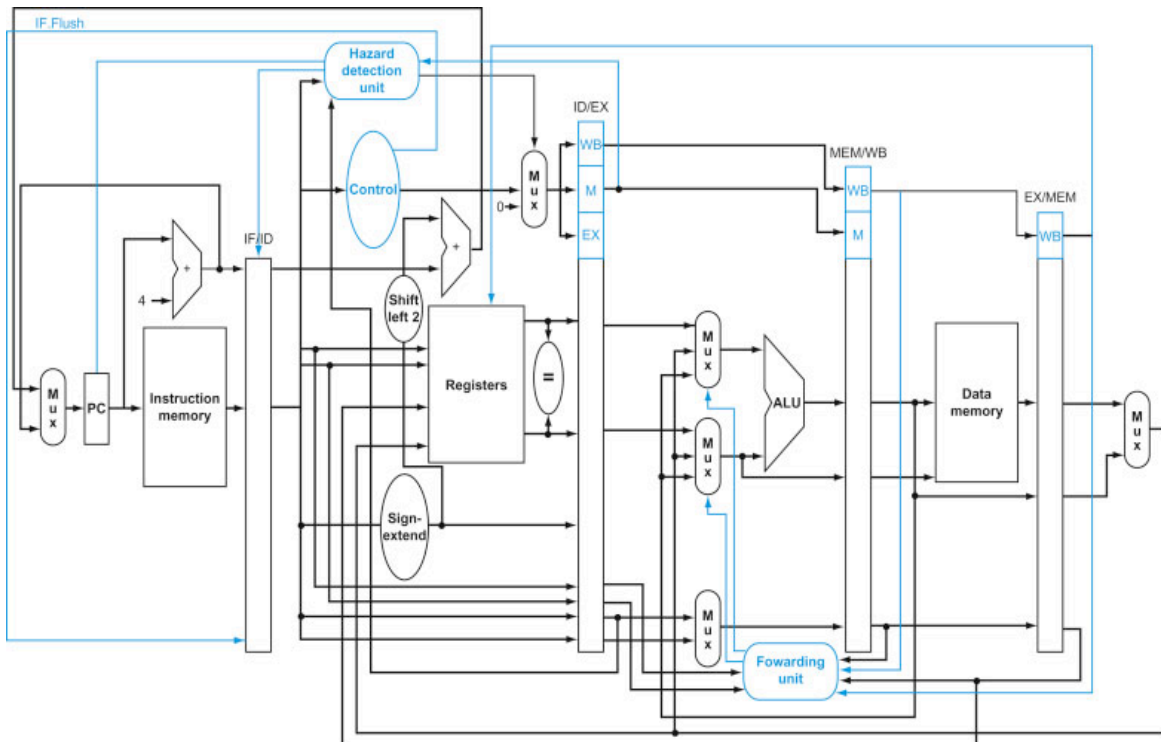 IF.Flush
Hazard
detection
unit
ID/EX
WB
MEM/WB
Control
M
u
x
M
WB
EX/MEM
0
EX
M
WB
IF/ID
+
+
4
Shift
left 2
M
u
x
M
u
x
PC
Instruction
memory
Registers
=
ALU
Data
memory
M
u
x
M
u
x
Sign-
extend
M
u
x
Fowarding
unit